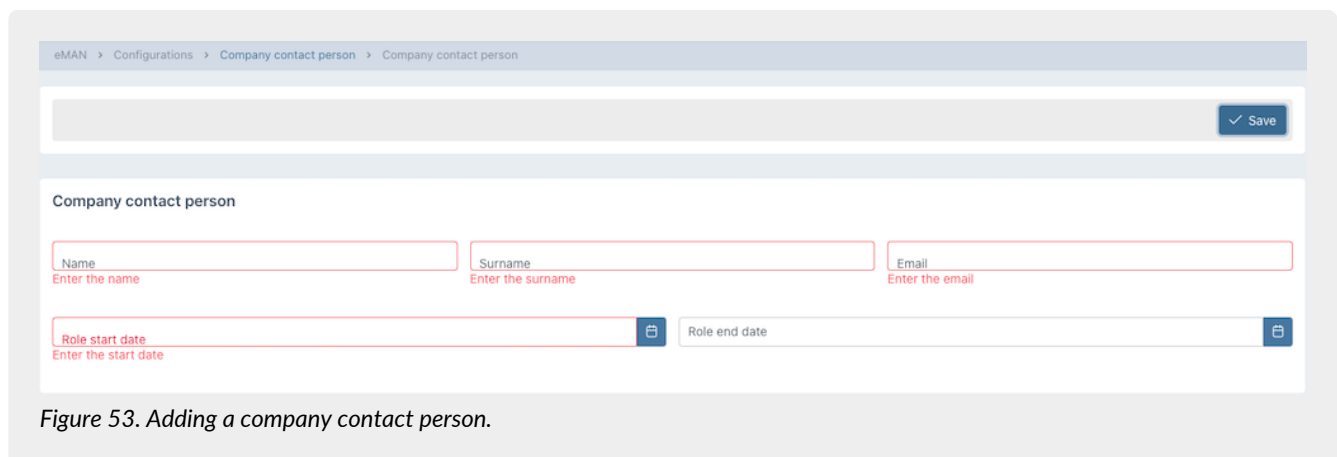 eMAN > Configurations > Company contact person > Company contact person
Save
Company contact person
Name Surname Email
Enter the name Enter the surname Enter the email
Role start date Role end date
Enter the start date
Figure 53. Adding a company contact person.